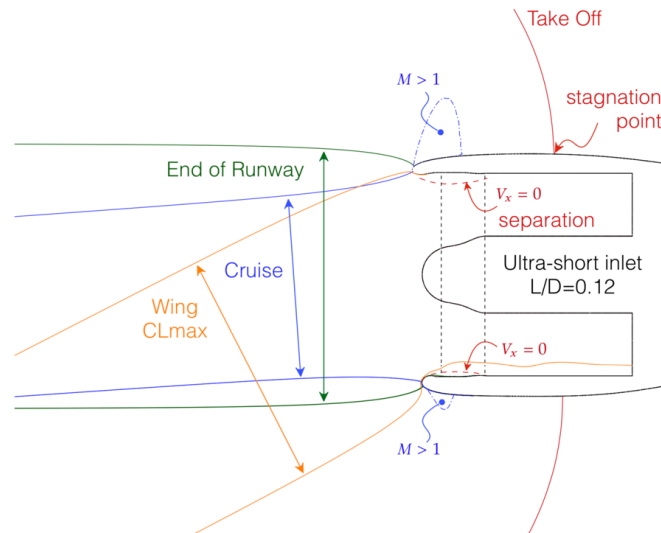 Take Off
M > 1
stagnation
point
End of Runway
V_x = 0
separation
Cruise
Ultra-short inlet
L/D=0.12
Wing
CLmax
V_x = 0
M > 1